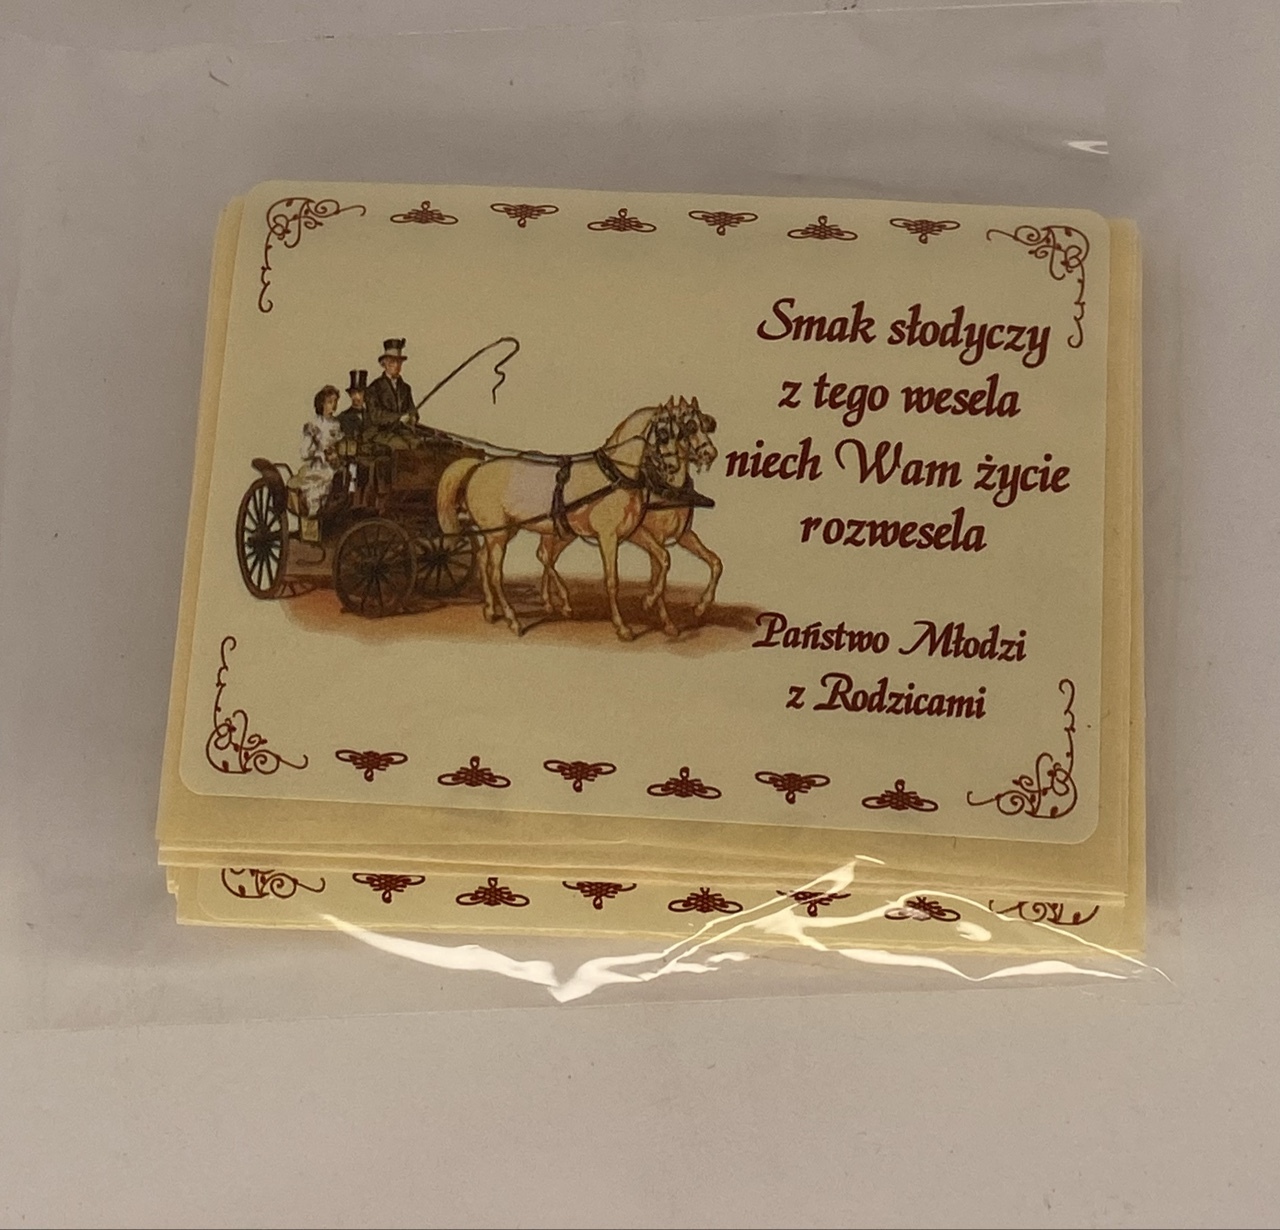 Smak słodyczy
z tego wesela
niech Wam życie
rozwesela
Państwo Młodzi
z Rodzicami